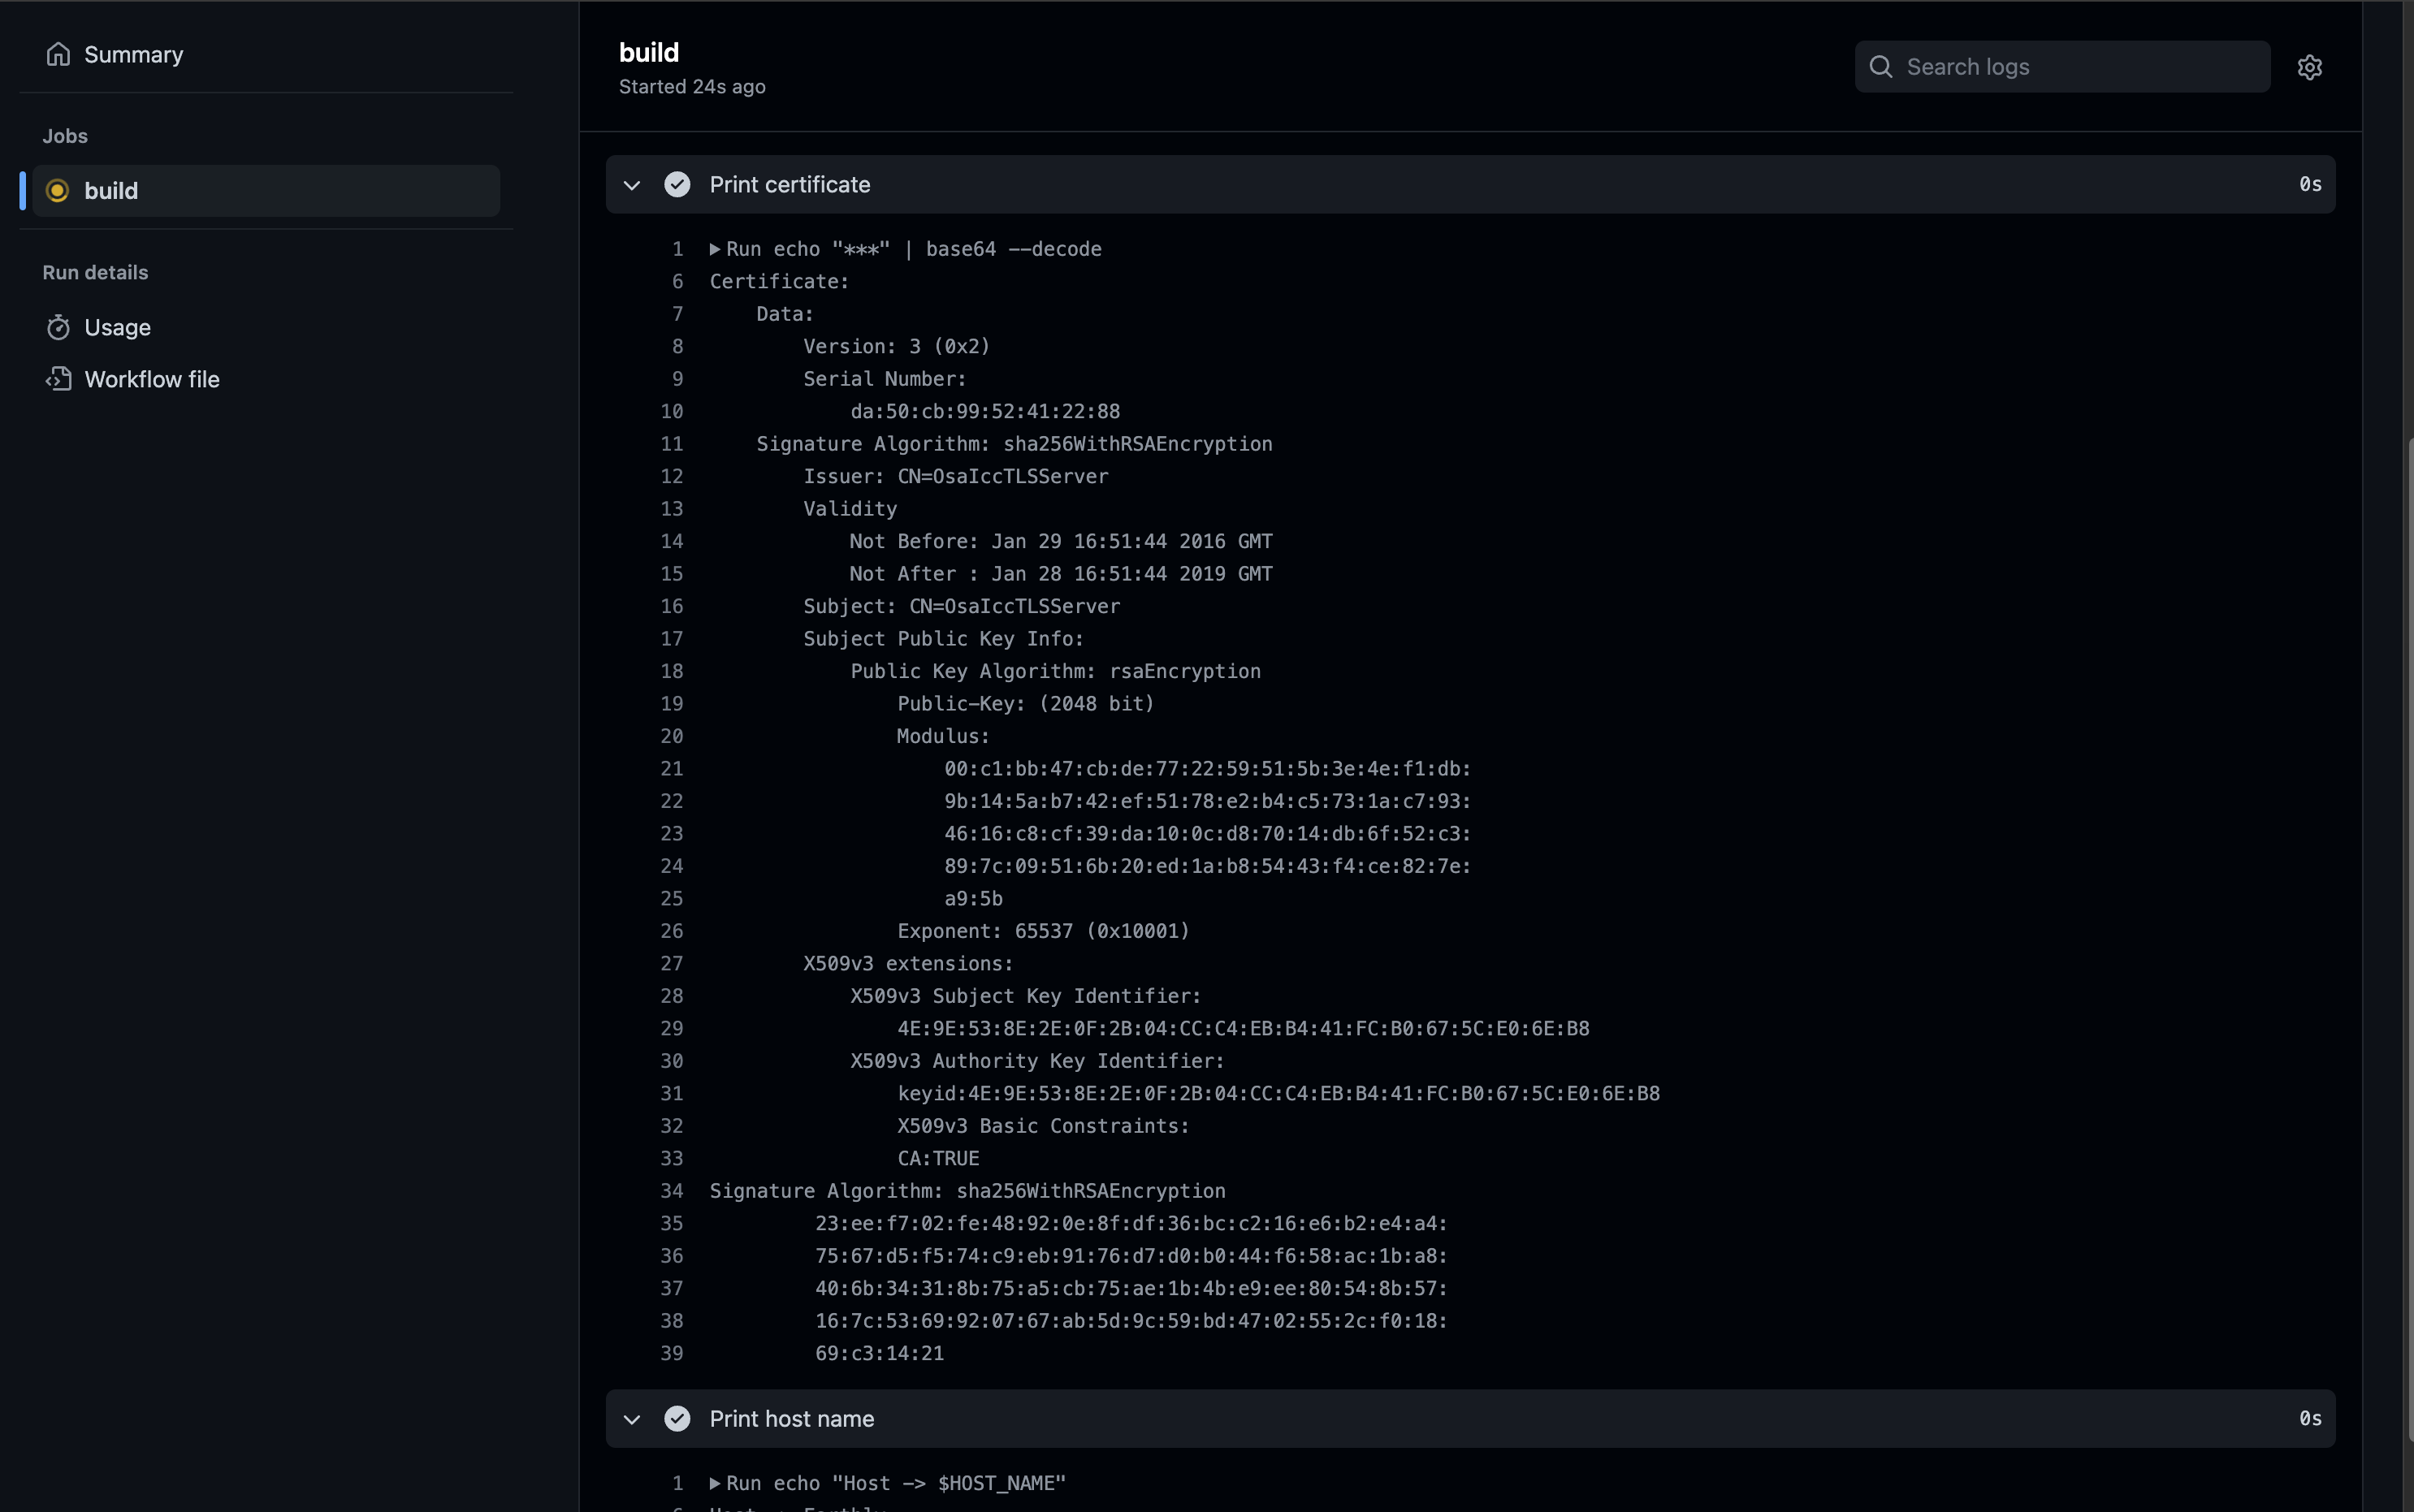 Summary
Jobs
build
Run details
Usage
Workflow file
build
Started 24s ago
Search logs
Print certificate
0s
1 Run echo "***" | base64 --decode
6 Certificate:
7 Data:
8 Version: 3 (0x2)
9 Serial Number:
10 da:50:cb:99:52:41:22:88
11 Signature Algorithm: sha256WithRSAEncryption
12 Issuer: CN=OsaIccTLSServer
13 Validity
14 Not Before: Jan 29 16:51:44 2016 GMT
15 Not After : Jan 28 16:51:44 2019 GMT
16 Subject: CN=OsaIccTLSServer
17 Subject Public Key Info:
18 Public Key Algorithm: rsaEncryption
19 Public-Key: (2048 bit)
20 Modulus:
21 00:c1:bb:47:cb:de:77:22:59:51:5b:3e:4e:f1:db:
22 9b:14:5a:b7:42:ef:51:78:e2:b4:c5:73:1a:c7:93:
23 46:16:c8:cf:39:da:10:0c:d8:70:14:db:6f:52:c3:
24 89:7c:09:51:6b:20:ed:1a:b8:54:43:f4:ce:82:7e:
25 a9:5b
26 Exponent: 65537 (0x10001)
27 X509v3 extensions:
28 X509v3 Subject Key Identifier:
29 4E:9E:53:8E:2E:0F:2B:04:CC:C4:EB:B4:41:FC:B0:67:5C:E0:6E:B8
30 X509v3 Authority Key Identifier:
31 keyid:4E:9E:53:8E:2E:0F:2B:04:CC:C4:EB:B4:41:FC:B0:67:5C:E0:6E:B8
32 X509v3 Basic Constraints:
33 CA:TRUE
34 Signature Algorithm: sha256WithRSAEncryption
35 23:ee:f7:02:fe:48:92:0e:8f:df:36:bc:c2:16:e6:b2:e4:a4:
36 75:67:d5:f5:74:c9:eb:91:76:d7:d0:b0:44:f6:58:ac:1b:a8:
37 40:6b:34:31:8b:75:a5:cb:75:ae:1b:4b:e9:ee:80:54:8b:57:
38 16:7c:53:69:92:07:67:ab:5d:9c:59:bd:47:02:55:2c:f0:18:
39 69:c3:14:21
Print host name
0s
1 Run echo "Host -> $HOST_NAME"